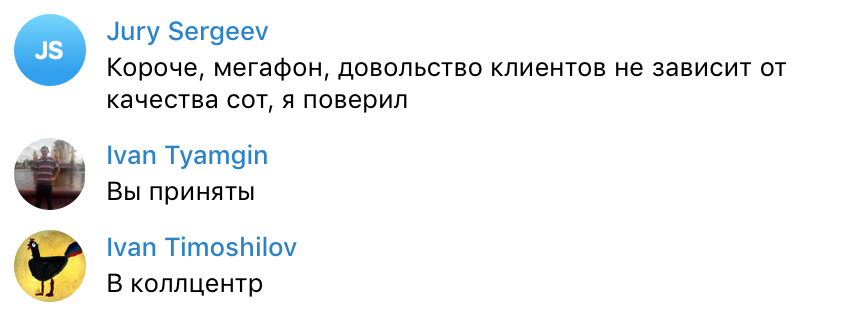 JS
Jury Sergeev
Короче, мегафон, довольство клиентов не зависит от
качества сот, я поверил
Ivan Tyamgin
Вы приняты
Ivan Timoshilov
В коллцентр